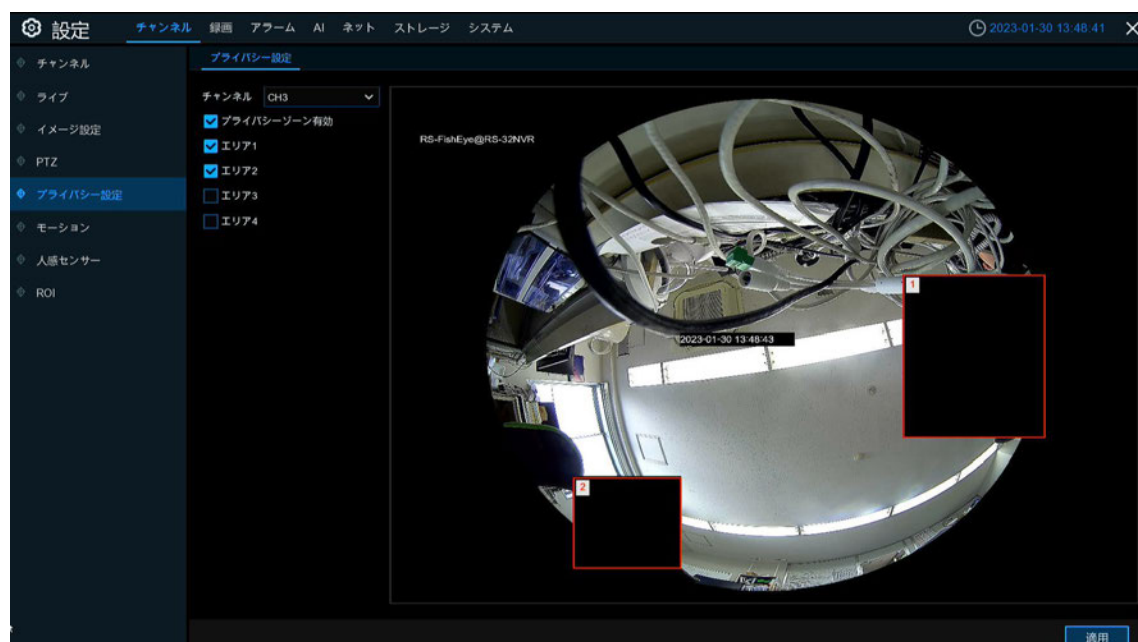 設定
チャンネル 録画 アラーム AI ネット ストレージ システム
2023-01-30 13:48:41
チャンネル
ライブ
イメージ設定
PTZ
プライバシー設定
モーション
人感センサー
ROI
プライバシー設定
チャンネル CH3
プライバシーゾーン有効
エリア1
エリア2
エリア3
エリア4
RS-FishEye@RS-32NVR
1
2023-01-30 13:48:43
2
適用